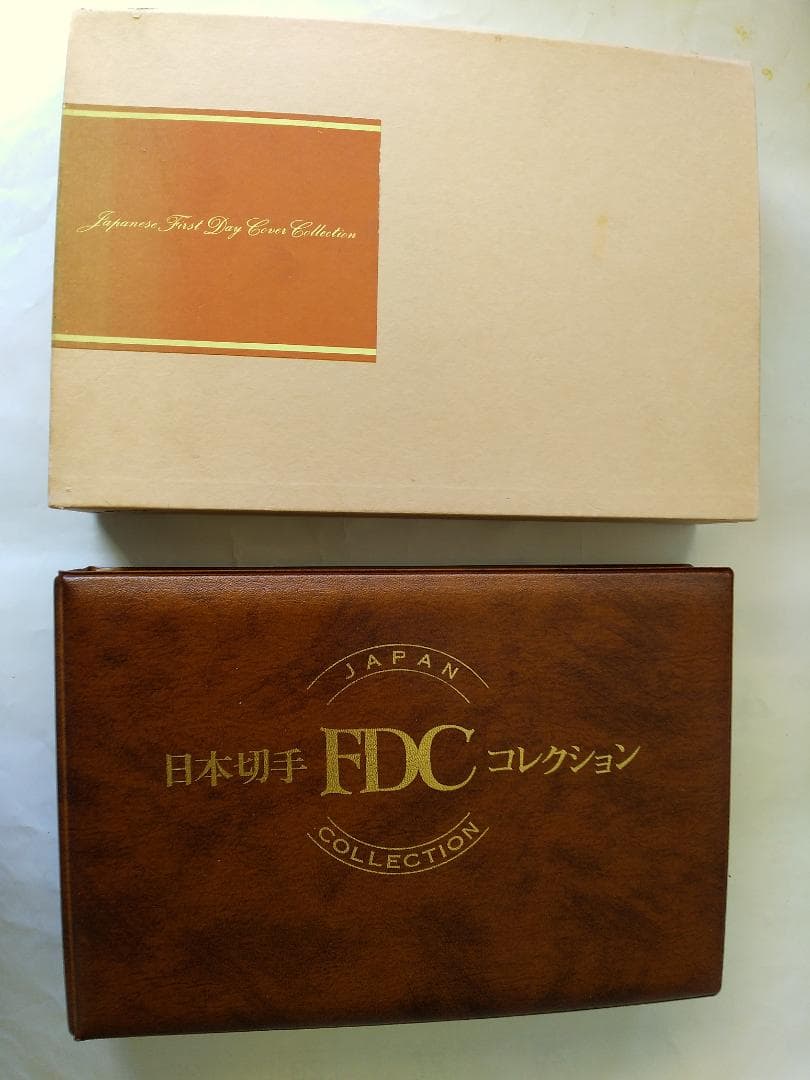 Japanese First Day Cover Collection
JAPAN
日本切手 FDC コレクション
COLLECTION